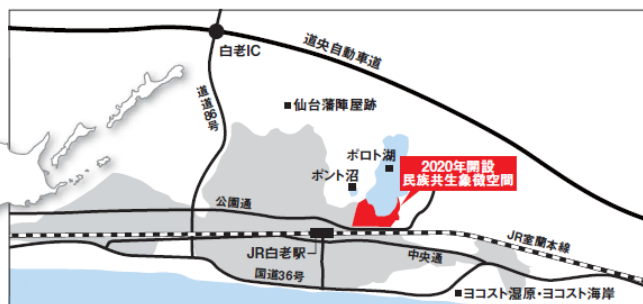 道央自動車道
白老IC
道道86号
仙台藩陣屋跡
ポロト湖
ポント沼
2020年開設
民族共生象徴空間
公園通
JR室蘭本線
JR白老駅
中央通
国道36号
ヨコスト湿原・ヨコスト海岸